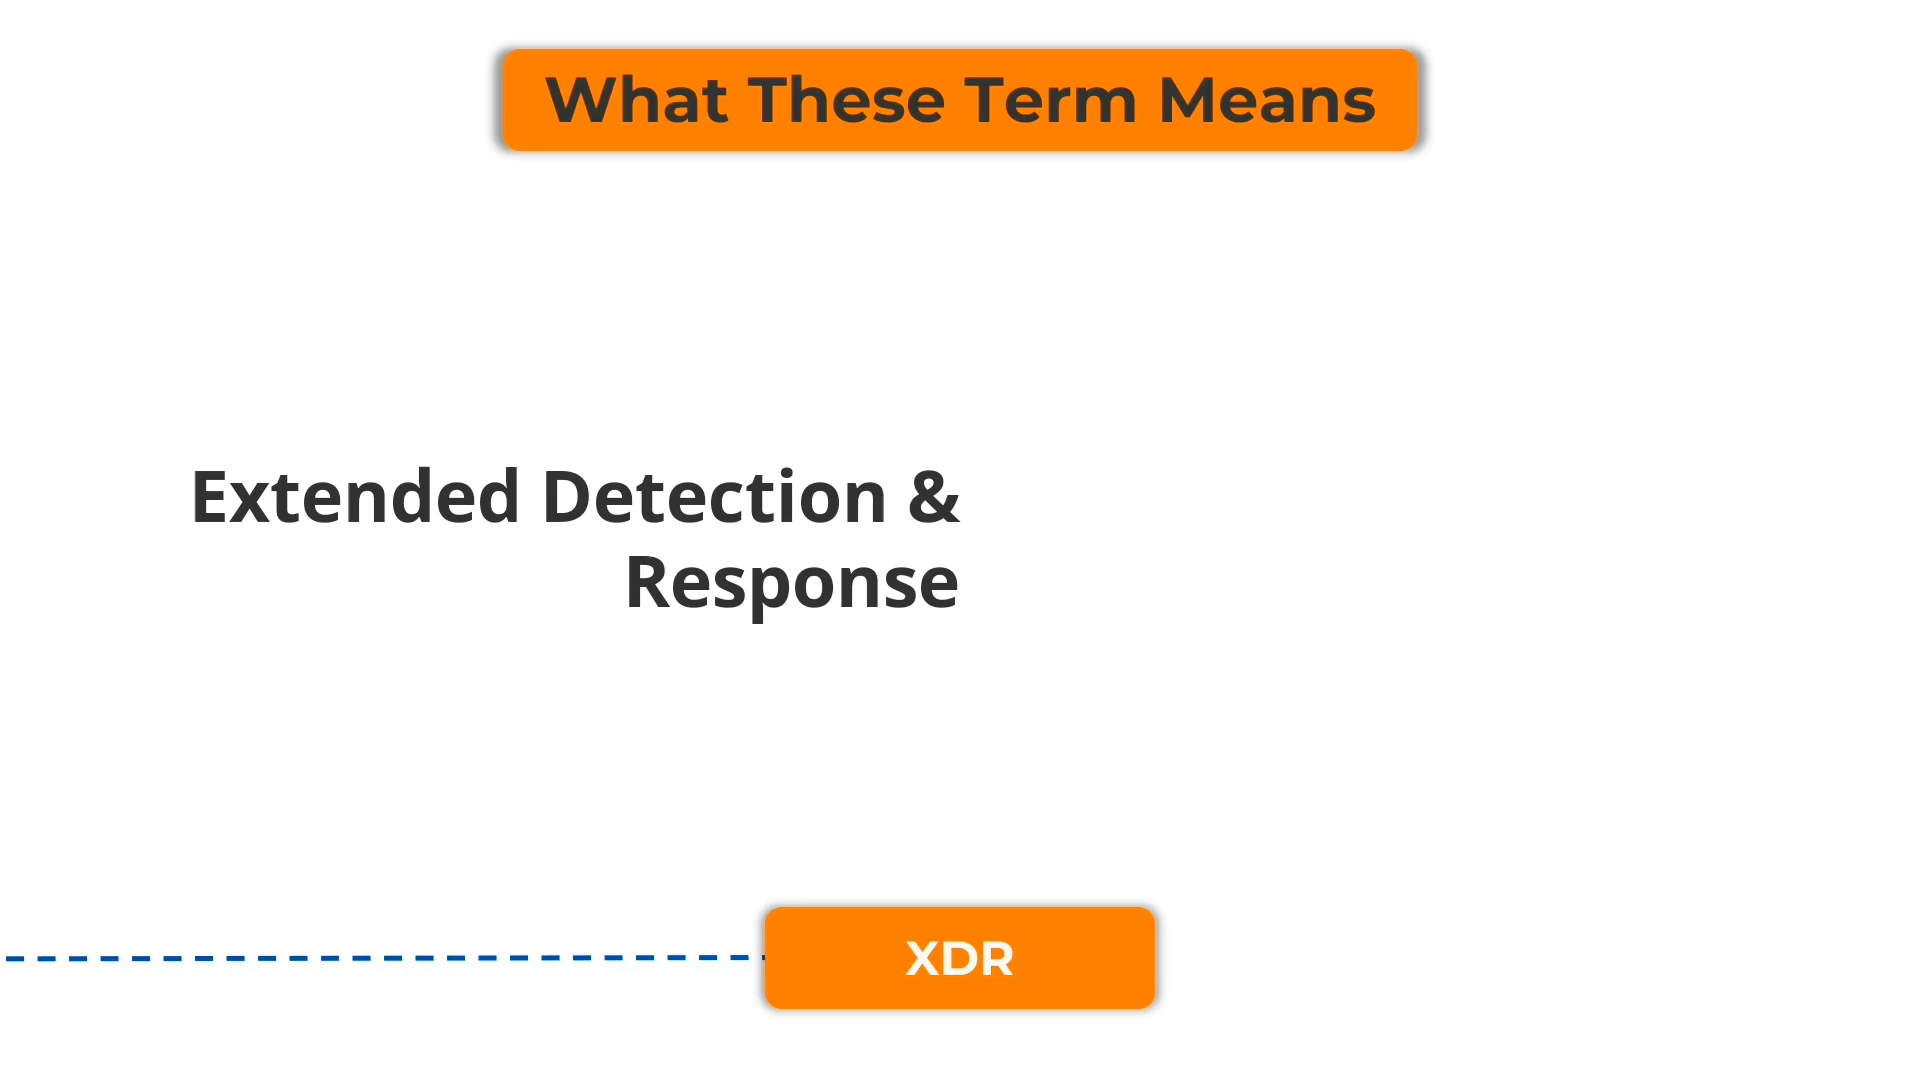 What These Term Means
Extended Detection &
Response
XDR